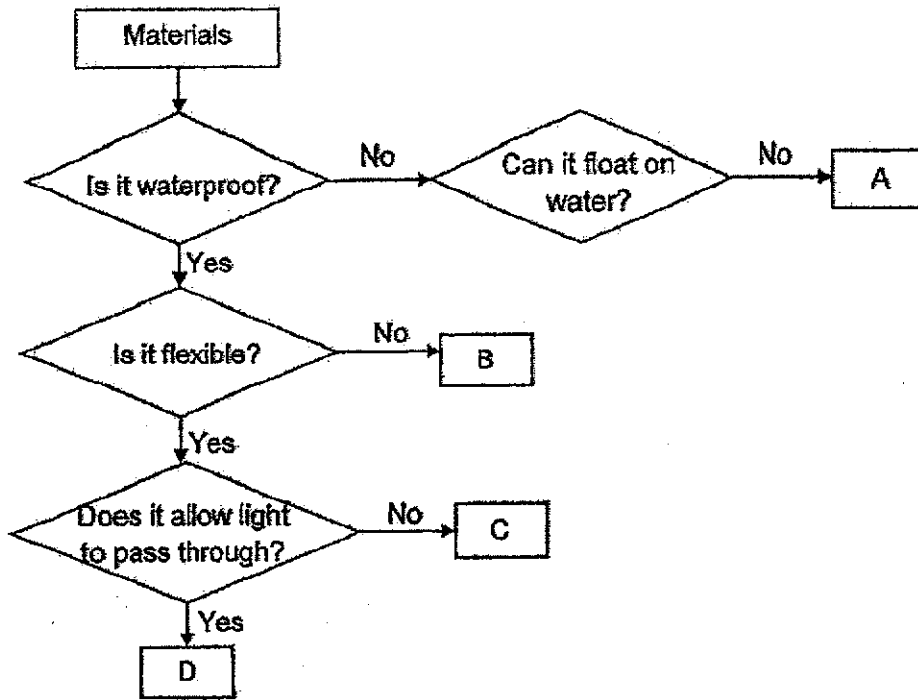 Materials
Is it waterproof?
No
Can it float on
water?
No
A
Yes
Is it flexible?
No
B
Yes
Does it allow light
to pass through?
No
C
Yes
D